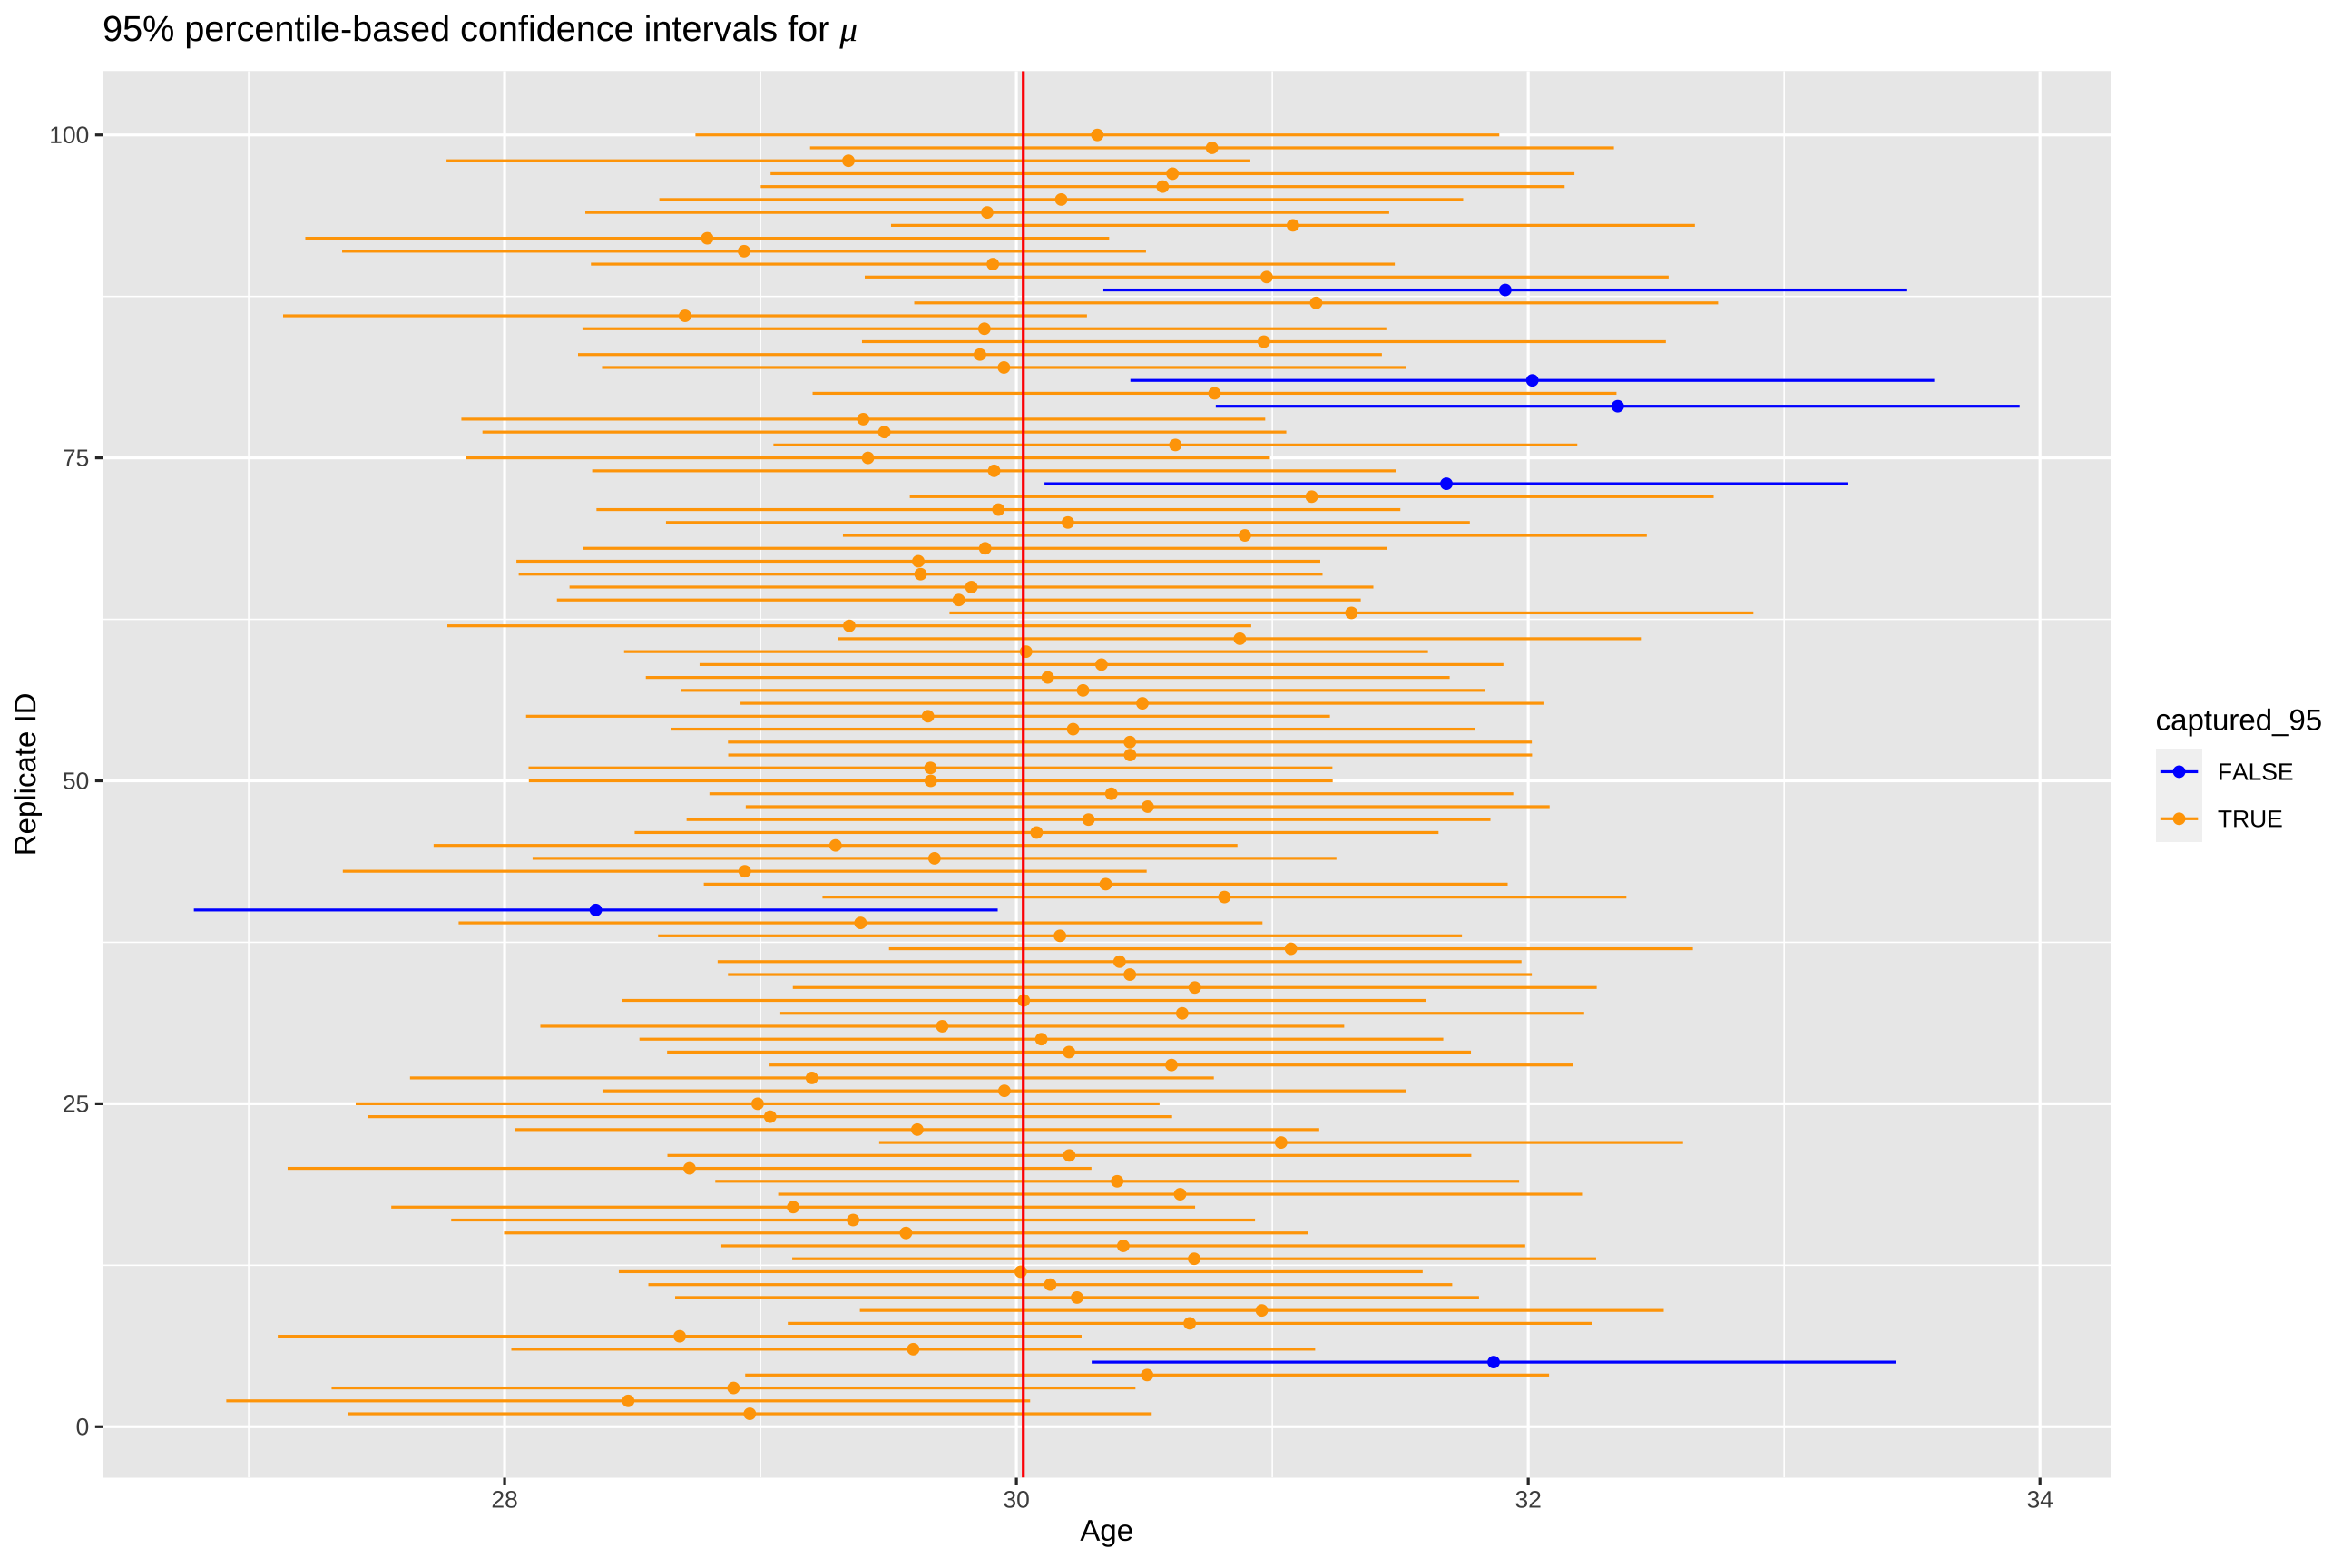 95% percentile-based confidence intervals for μ
100
75
50
25
0
Replicate ID
28 30 32 34
Age
captured_95
FALSE
TRUE